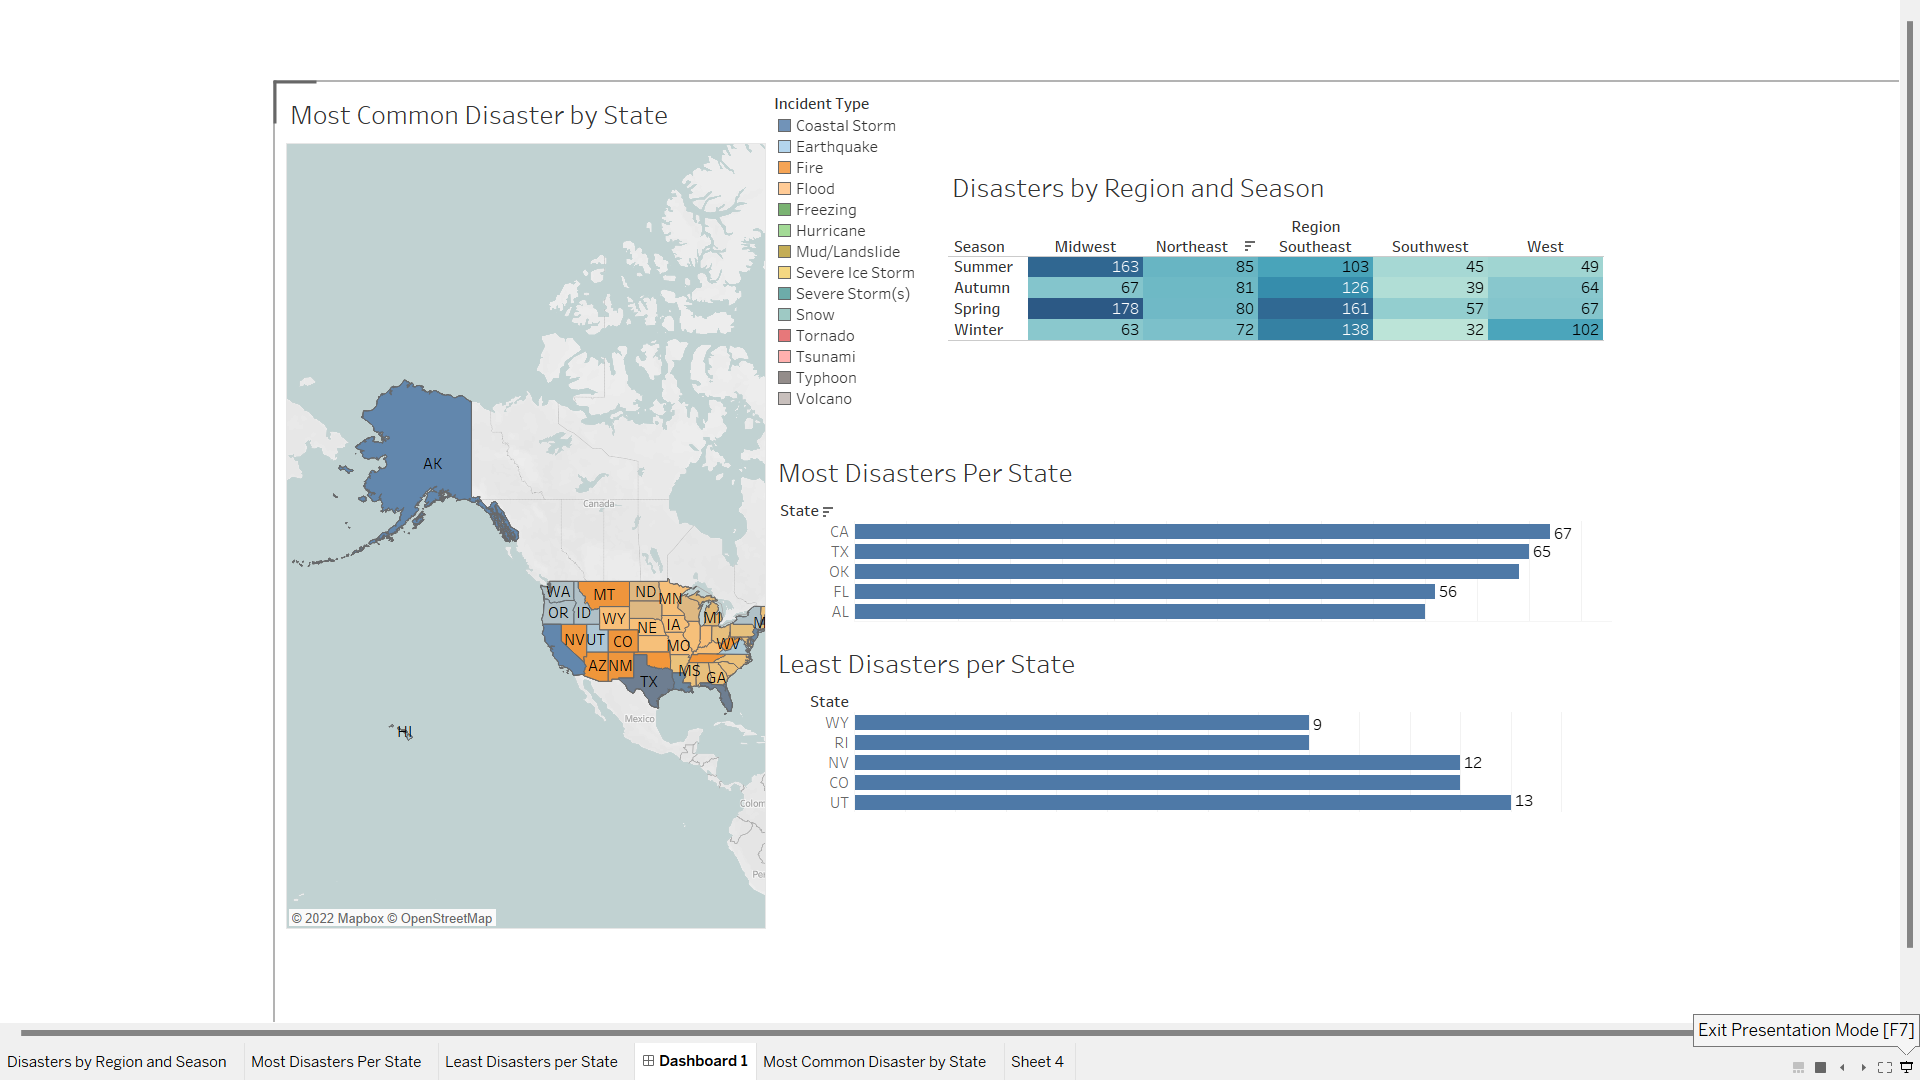 Most Common Disaster by State
AK
HI
Canada
WA
MT
ND
MN
OR
ID
WY
MI
NE
IA
NV
UT
CO
MO
WV
AZ
NM
MS
GA
TX
Mexico
© 2022 Mapbox © OpenStreetMap
Incident Type
Coastal Storm
Earthquake
Fire
Flood
Freezing
Hurricane
Mud/Landslide
Severe Ice Storm
Severe Storm(s)
Snow
Tornado
Tsunami
Typhoon
Volcano
Disasters by Region and Season
Region
Season Midwest Northeast Southeast Southwest West
Summer 163 85 103 45 49
Autumn 67 81 126 39 64
Spring 178 80 161 57 67
Winter 63 72 138 32 102
Most Disasters Per State
State
CA 67
TX 65
OK
FL 56
AL
Least Disasters per State
State
WY 9
RI
NV 12
CO
UT 13
Exit Presentation Mode [F7]
Disasters by Region and Season Most Disasters Per State Least Disasters per State Dashboard 1 Most Common Disaster by State Sheet 4